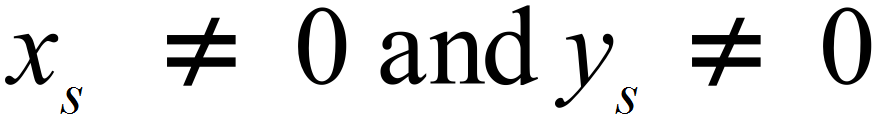 xₛ ≠ 0 and yₛ ≠ 0